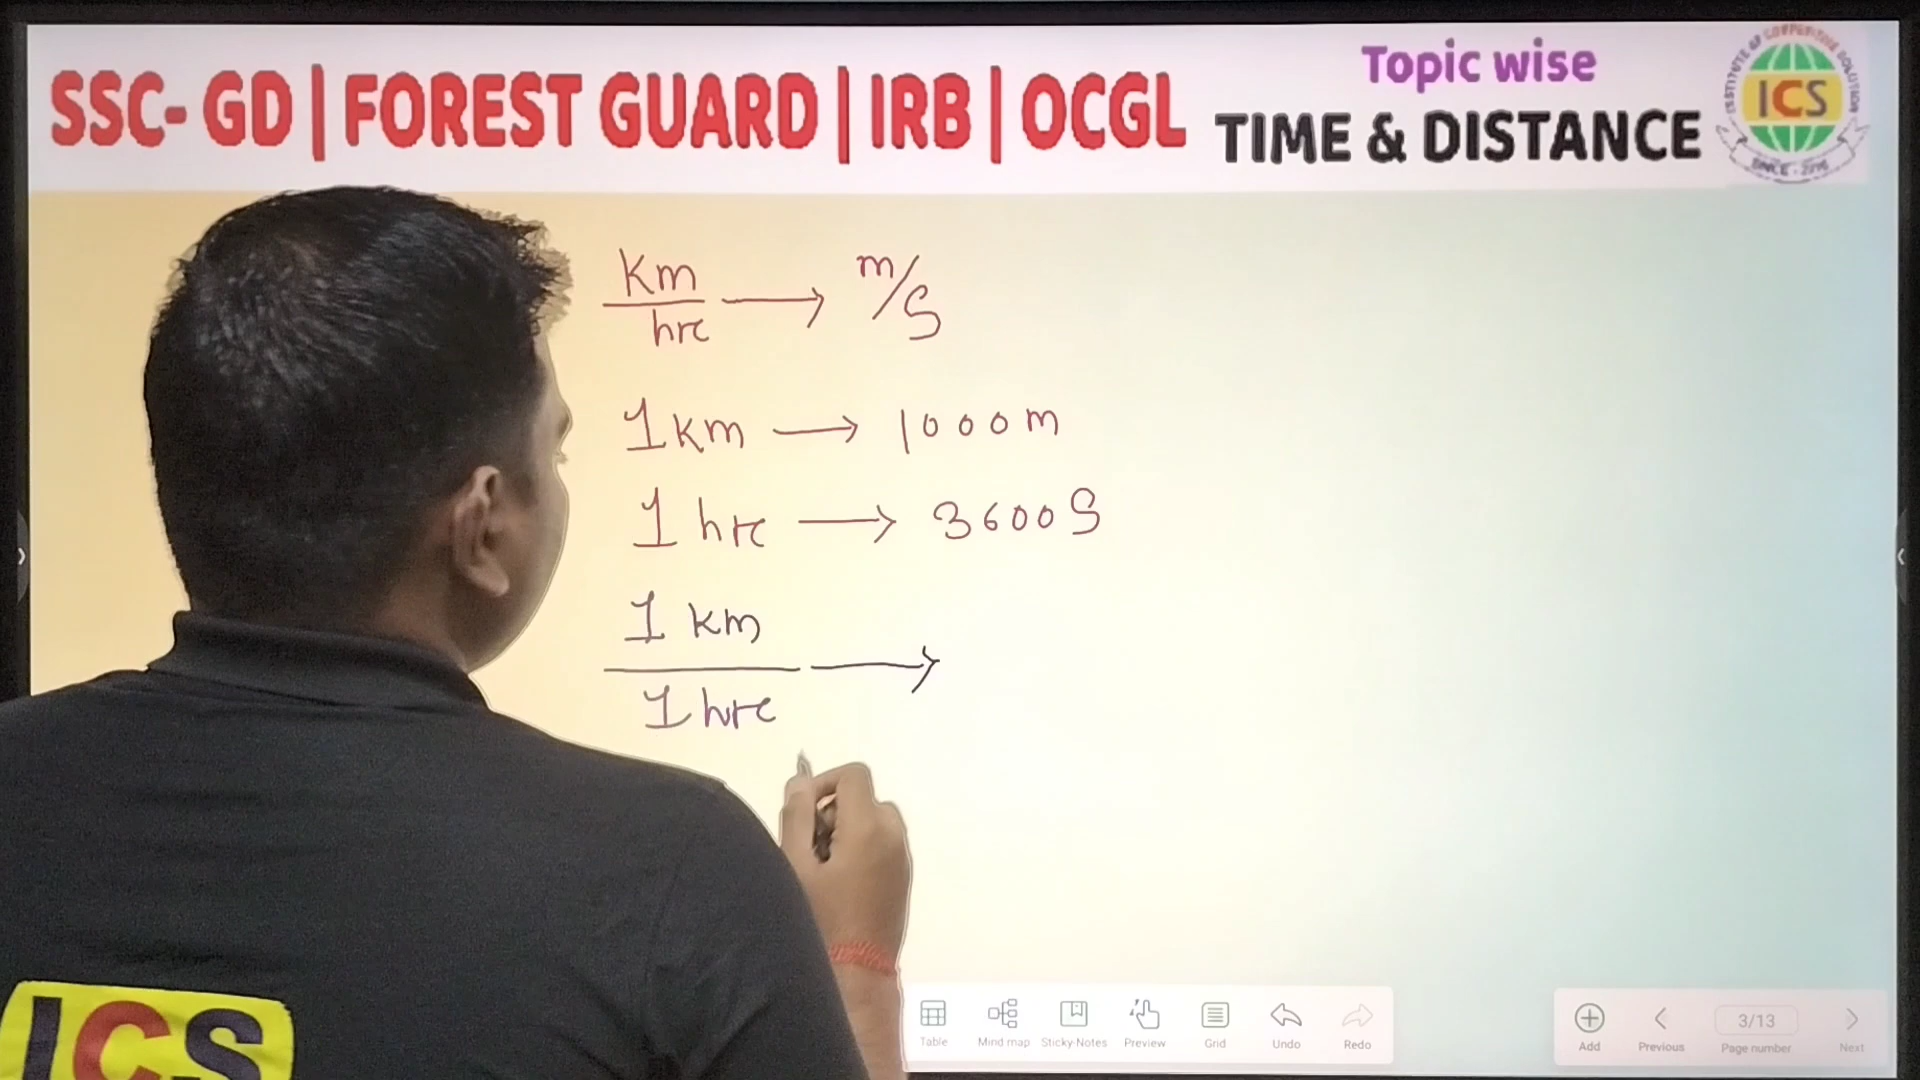 SSC- GD | FOREST GUARD | IRB | OCGL
Topic wise
TIME & DISTANCE
ICS
Km/hr → m/s
1 km → 1000m
1 hr → 3600S
1 km/1 hr →
ICS
Table
Mind map
Sticky Notes
Preview
Grid
Undo
Redo
Add
Previous
3/13
Page number
Next